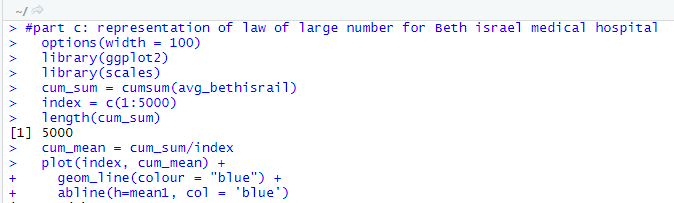 ~/
> #part c: representation of law of large number for Beth israel medical hospital
>   options(width = 100)
>   library(ggplot2)
>   library(scales)
>   cum_sum = cumsum(avg_bethisrail)
>   index = c(1:5000)
>   length(cum_sum)
[1] 5000
>   cum_mean = cum_sum/index
>   plot(index, cum_mean) +
+     geom_line(colour = "blue") +
+     abline(h=mean1, col = 'blue')